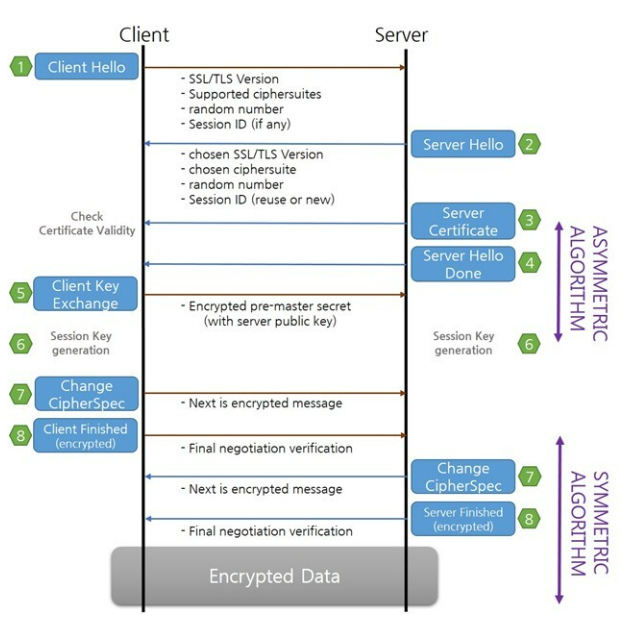 Client
Server
1
Client Hello
- SSL/TLS Version
- Supported ciphersuites
- random number
- Session ID (if any)
Server Hello
2
- chosen SSL/TLS Version
- chosen ciphersuite
- random number
- Session ID (reuse or new)
Check
Certificate Validity
Server
Certificate
3
Server Hello
Done
4
ASYMMETRIC
ALGORITHM
5
Client Key
Exchange
- Encrypted pre-master secret
(with server public key)
6
Session Key
generation
Session Key
generation
6
7
Change
CipherSpec
- Next is encrypted message
8
Client Finished
(encrypted)
- Final negotiation verification
Change
CipherSpec
7
- Next is encrypted message
Server Finished
(encrypted)
8
- Final negotiation verification
SYMMETRIC
ALGORITHM
Encrypted Data